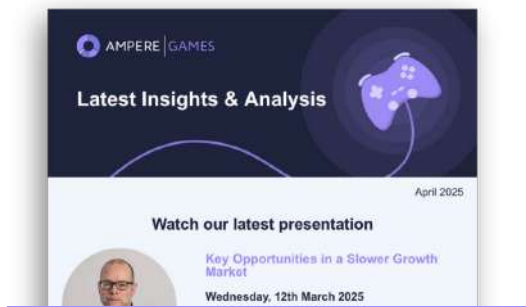 AMPERE GAMES
Latest Insights & Analysis
April 2025
Watch our latest presentation
Key Opportunities in a Slower Growth
Market
Wednesday, 12th March 2025